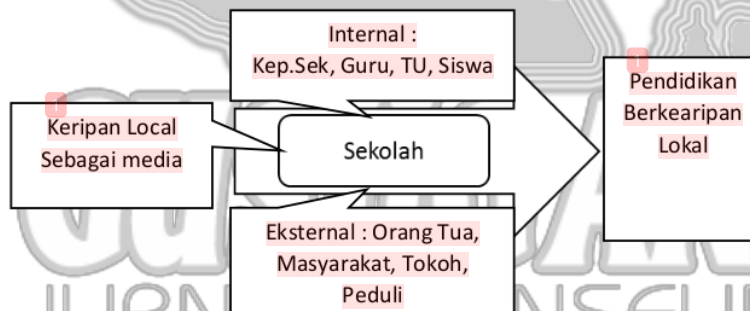 Internal :
Kep.Sek, Guru, TU, Siswa
Keripan Local
Sebagai media
Sekolah
Eksternal : Orang Tua,
Masyarakat, Tokoh,
Peduli
Pendidikan
Berkearipan
Lokal